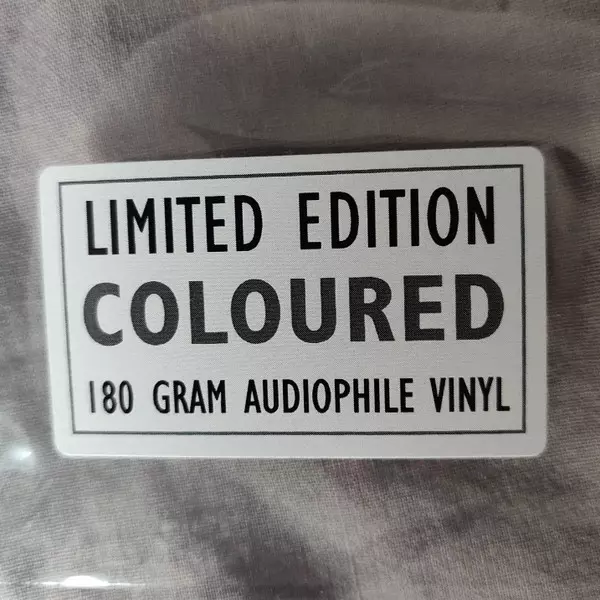 LIMITED EDITION
COLOURED
180 GRAM AUDIOPHILE VINYL